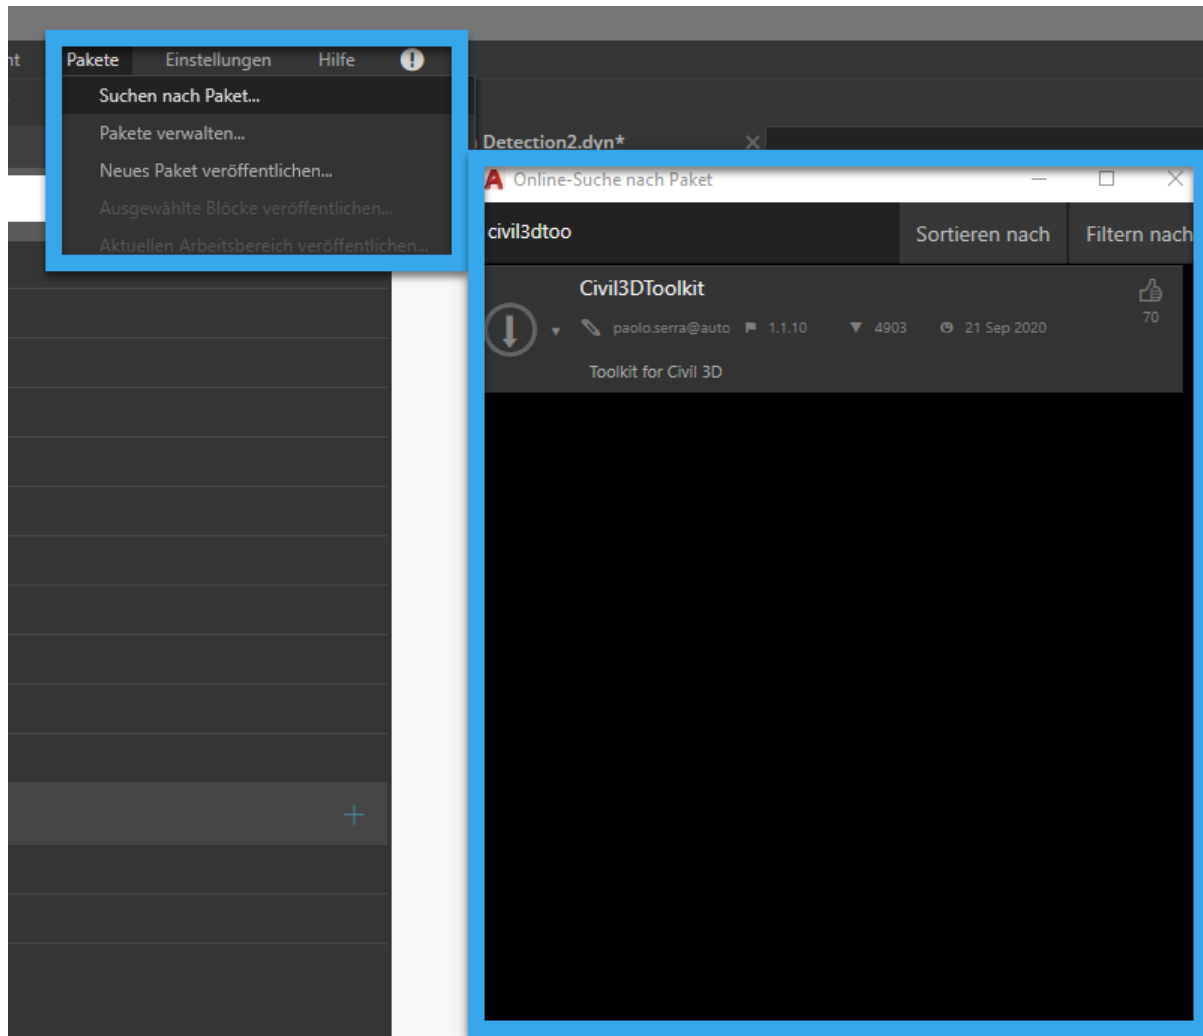 nt Pakete Einstellungen Hilfe
Suchen nach Paket...
Pakete verwalten...
Neues Paket veröffentlichen...
Ausgewählte Blöcke veröffentlichen...
Aktuellen Arbeitsbereich veröffentlichen...
Detection2.dyn*
A Online-Suche nach Paket
civil3dtoo Sortieren nach Filtern nach
Civil3DToolkit
paolo.serra@auto 1.1.10 4903 21 Sep 2020 70
Toolkit for Civil 3D